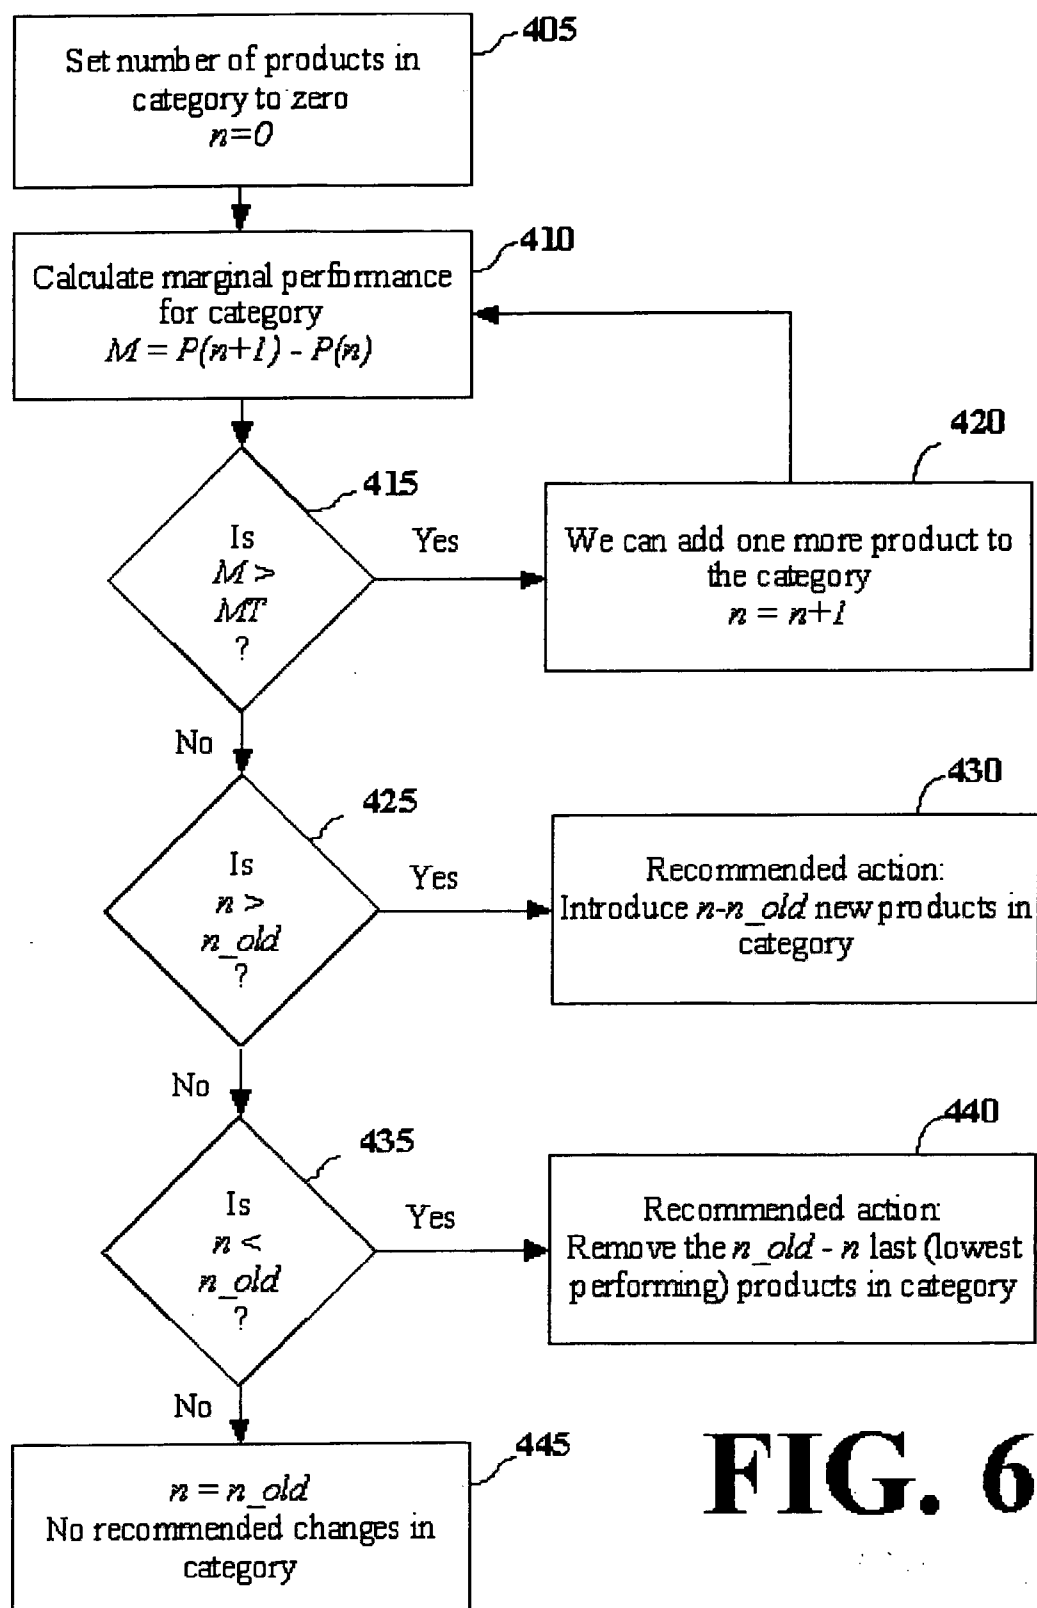 405
Set number of products in
category to zero
n=0
410
Calculate marginal performance
for category
M = P(n+1) - P(n)
420
415
Is
M >
MT
?
Yes
We can add one more product to
the category
n = n+1
No
430
425
Is
n >
n_old
?
Yes
Recommended action:
Introduce n-n_old new products in
category
No
440
435
Is
n <
n_old
?
Yes
Recommended action:
Remove the n_old - n last (lowest
performing) products in category
No
445
n = n_old
No recommended changes in
category
FIG. 6